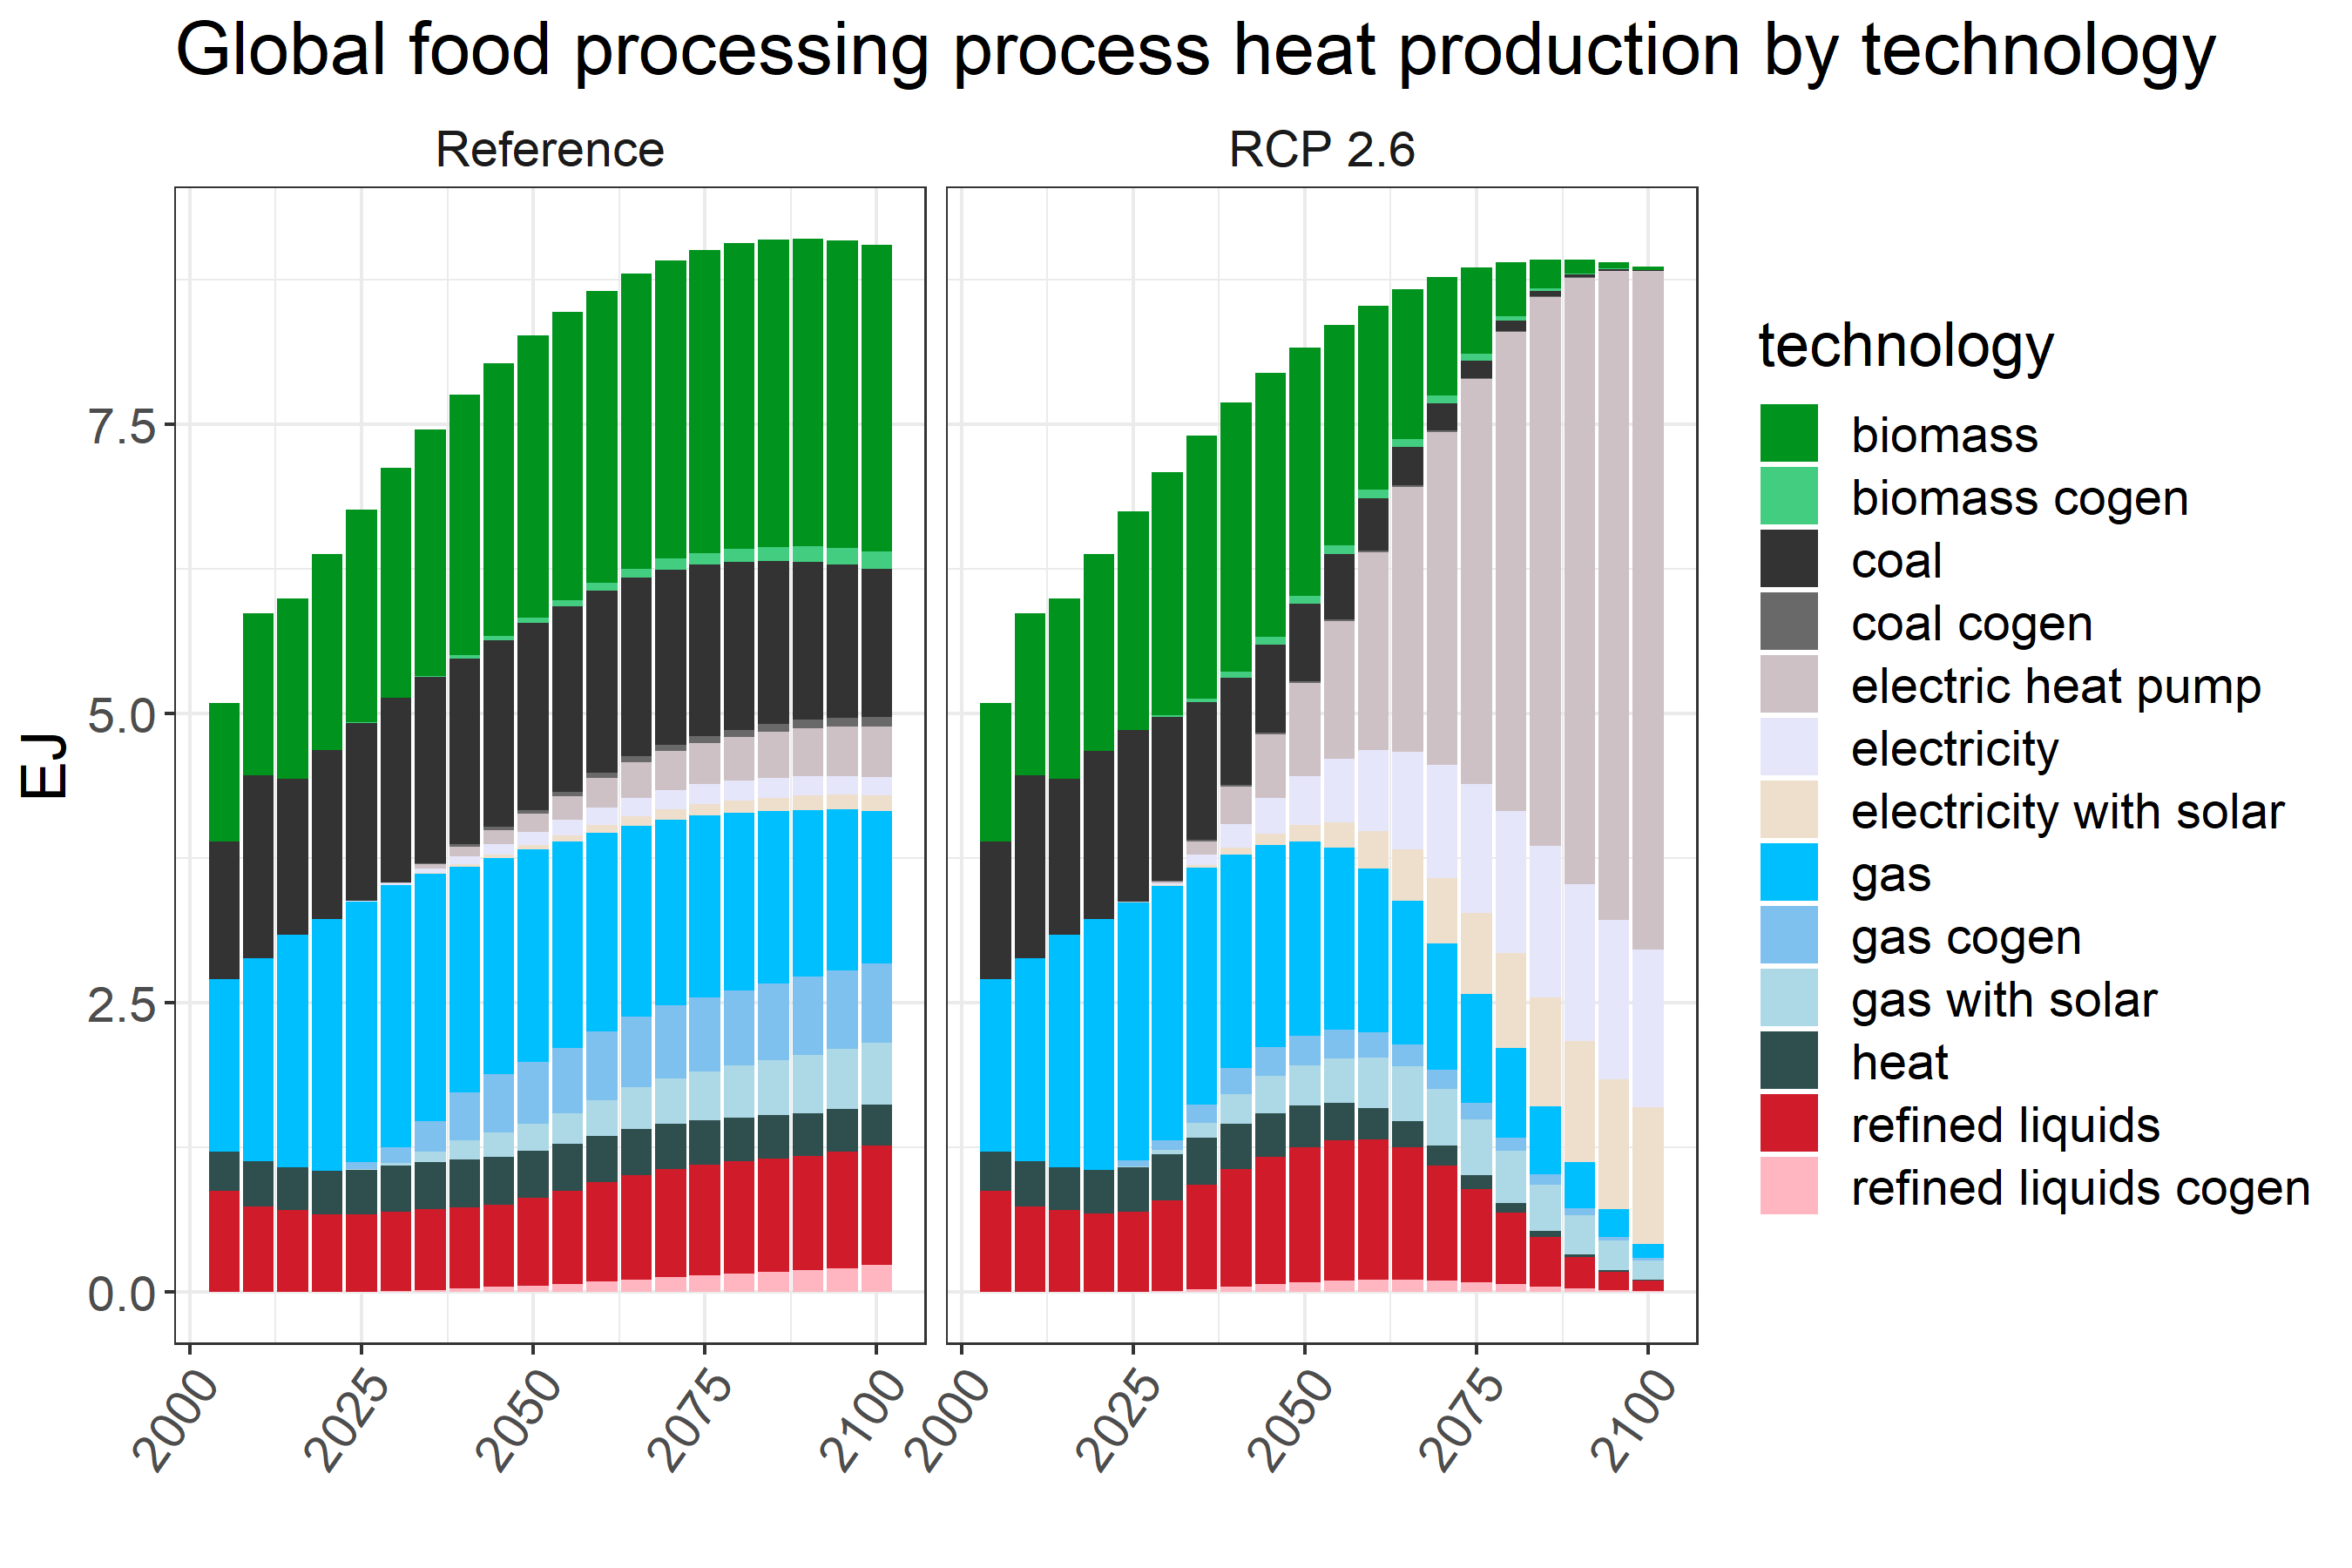 Global food processing process heat production by technology
Reference
RCP 2.6
EJ
7.5
5.0
2.5
0.0
2000
2025
2050
2075
2100
2000
2025
2050
2075
2100
technology
biomass
biomass cogen
coal
coal cogen
electric heat pump
electricity
electricity with solar
gas
gas cogen
gas with solar
heat
refined liquids
refined liquids cogen